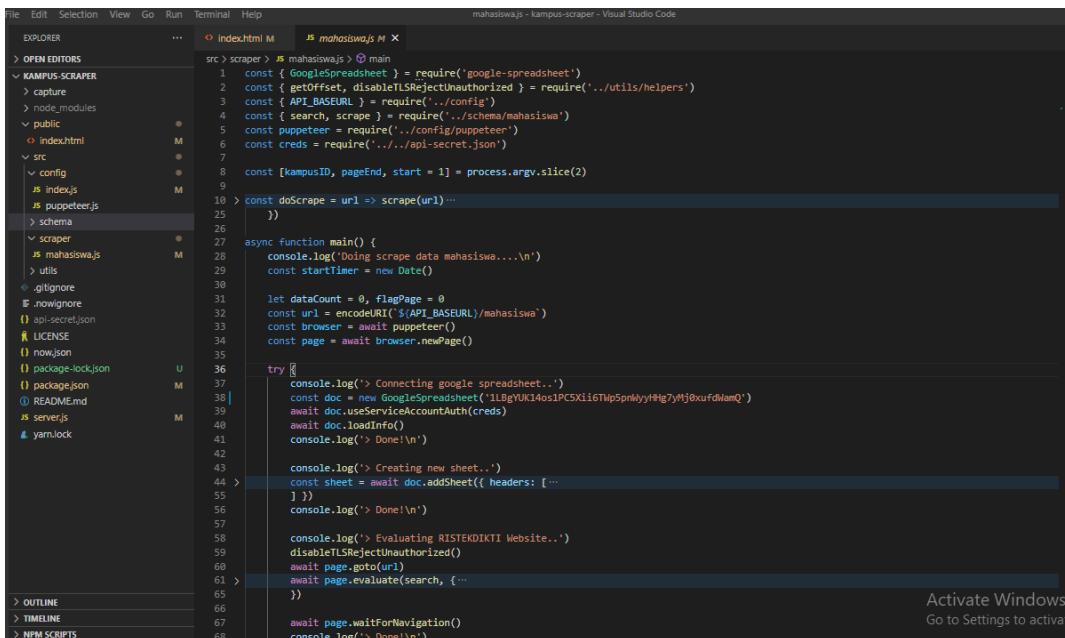 File Edit Selection View Go Run Terminal Help
mahasiswa.js - kampus-scraper - Visual Studio Code
EXPLORER ···
OPEN EDITORS
KAMPUS-SCRAPER
capture
node_modules
public
index.html M
src
config
JS index.js M
JS puppeteer.js
schema
scraper
JS mahasiswa.js M
utils
.gitignore
.nowignore
{} api-secret.json
LICENSE
{} now.json
{} package-lock.json U
{} package.json M
README.md
JS server.js M
yarn.lock
OUTLINE
TIMELINE
NPM SCRIPTS
index.html M
JS mahasiswa.js M ×
src > scraper > JS mahasiswa.js > main
1 const { GoogleSpreadsheet } = require('google-spreadsheet')
2 const { getOffset, disableTLSRejectUnauthorized } = require('../utils/helpers')
3 const { API_BASEURL } = require('../config')
4 const { search, scrape } = require('../schema/mahasiswa')
5 const puppeteer = require('../config/puppeteer')
6 const creds = require('../../api-secret.json')
7
8 const [kampusID, pageEnd, start = 1] = process.argv.slice(2)
9
10 > const doScrape = url => scrape(url)···
25 })
26
27 async function main() {
28 console.log('Doing scrape data mahasiswa....\n')
29 const startTimer = new Date()
30
31 let dataCount = 0, flagPage = 0
32 const url = encodeURI(`${API_BASEURL}/mahasiswa`)
33 const browser = await puppeteer()
34 const page = await browser.newPage()
35
36 try {
37 console.log('> Connecting google spreadsheet..')
38 const doc = new GoogleSpreadsheet('1LBgYUK14os1PC5Xii6TWp5pnWyyHHg7yMj0xufdWamQ')
39 await doc.useServiceAccountAuth(creds)
40 await doc.loadInfo()
41 console.log('> Done!\n')
42
43 console.log('> Creating new sheet..')
44 > const sheet = await doc.addSheet({ headers: [···
55 ] })
56 console.log('> Done!\n')
57
58 console.log('> Evaluating RISTEKDIKTI Website..')
59 disableTLSRejectUnauthorized()
60 await page.goto(url)
61 > await page.evaluate(search, {···
65 })
66
67 await page.waitForNavigation()
68 console.log('> Done!\n')
Activate Windows
Go to Settings to activa